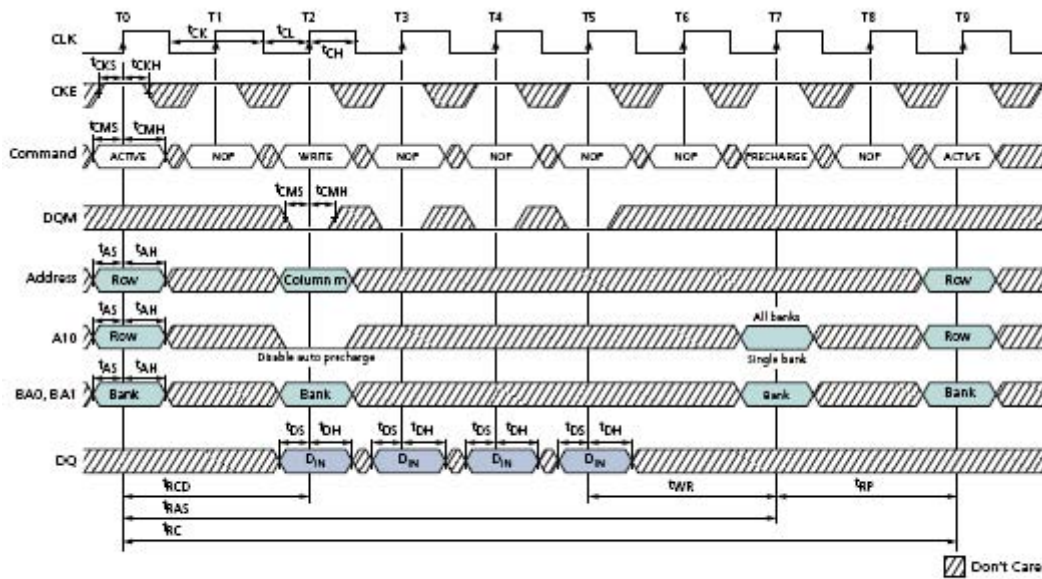 T0 T1 T2 T3 T4 T5 T6 T7 T8 T9
CLK
tCK tCL tCH
tCKS tCKH
CKE
tCMS tCMH
Command ACTIVE NOP WRITE NOP NOP NOP NOP PRECHARGE NOP ACTIVE
tCMS tCMH
DQM
tAS tAH
Address Row Column m Row
tAS tAH
All banks
A10 Row Row
Disable auto precharge Single bank
tAS tAH
BA0, BA1 Bank Bank Bank Bank
tDS tDH tDS tDH tDS tDH tDS tDH
DQ DIN DIN DIN DIN
tRCD tWR tRP
tRAS
tRC
Don't Care